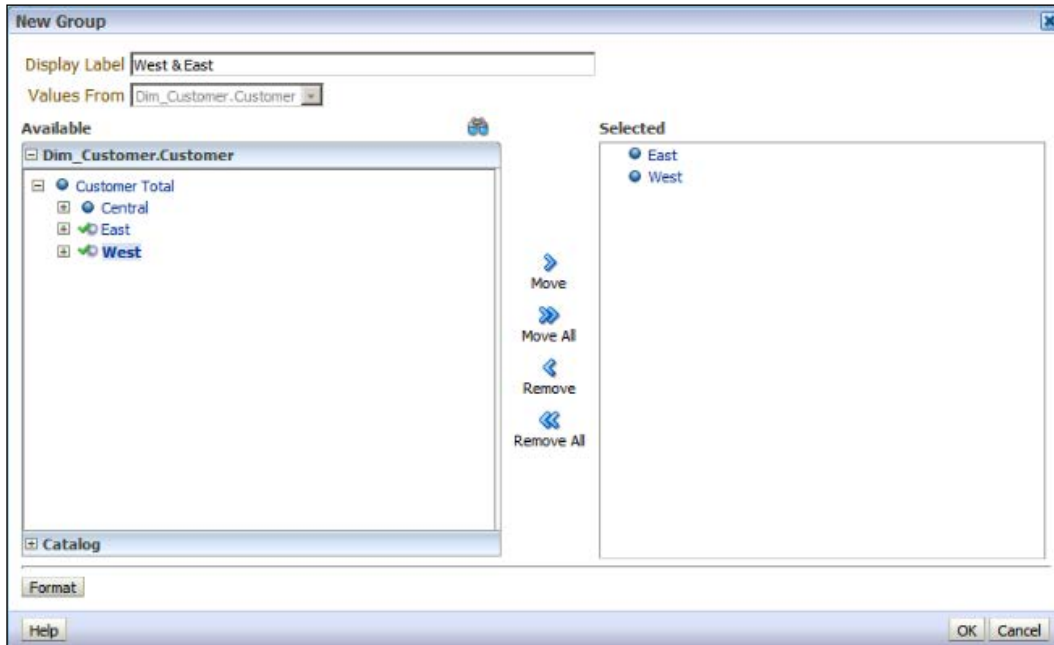 New Group
Display Label West & East
Values From Dim_Customer.Customer
Available
Selected
Dim_Customer.Customer
Customer Total
Central
East
West
East
West
Move
Move All
Remove
Remove All
Catalog
Format
Help
OK Cancel